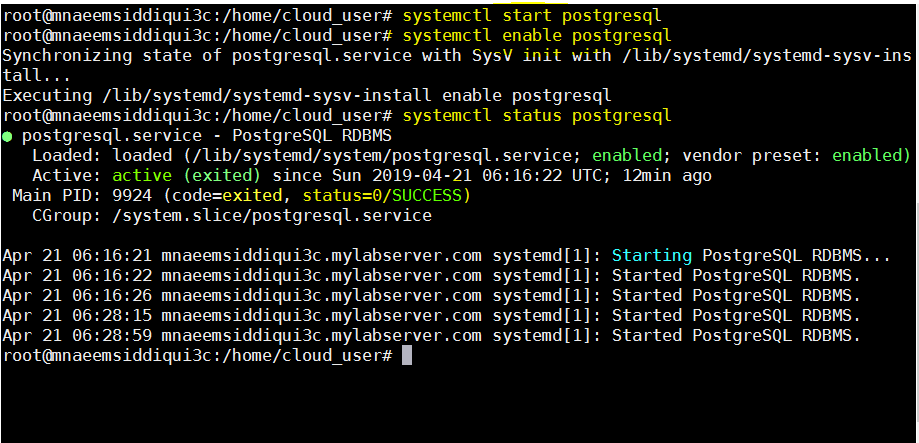 root@mnaeemsiddiqui3c:/home/cloud_user# systemctl start postgresql
root@mnaeemsiddiqui3c:/home/cloud_user# systemctl enable postgresql
Synchronizing state of postgresql.service with SysV init with /lib/systemd/systemd-sysv-ins
tall...
Executing /lib/systemd/systemd-sysv-install enable postgresql
root@mnaeemsiddiqui3c:/home/cloud_user# systemctl status postgresql
● postgresql.service - PostgreSQL RDBMS
   Loaded: loaded (/lib/systemd/system/postgresql.service; enabled; vendor preset: enabled)
   Active: active (exited) since Sun 2019-04-21 06:16:22 UTC; 12min ago
 Main PID: 9924 (code=exited, status=0/SUCCESS)
   CGroup: /system.slice/postgresql.service

Apr 21 06:16:21 mnaeemsiddiqui3c.mylabserver.com systemd[1]: Starting PostgreSQL RDBMS...
Apr 21 06:16:22 mnaeemsiddiqui3c.mylabserver.com systemd[1]: Started PostgreSQL RDBMS.
Apr 21 06:16:26 mnaeemsiddiqui3c.mylabserver.com systemd[1]: Started PostgreSQL RDBMS.
Apr 21 06:28:15 mnaeemsiddiqui3c.mylabserver.com systemd[1]: Started PostgreSQL RDBMS.
Apr 21 06:28:59 mnaeemsiddiqui3c.mylabserver.com systemd[1]: Started PostgreSQL RDBMS.
root@mnaeemsiddiqui3c:/home/cloud_user#